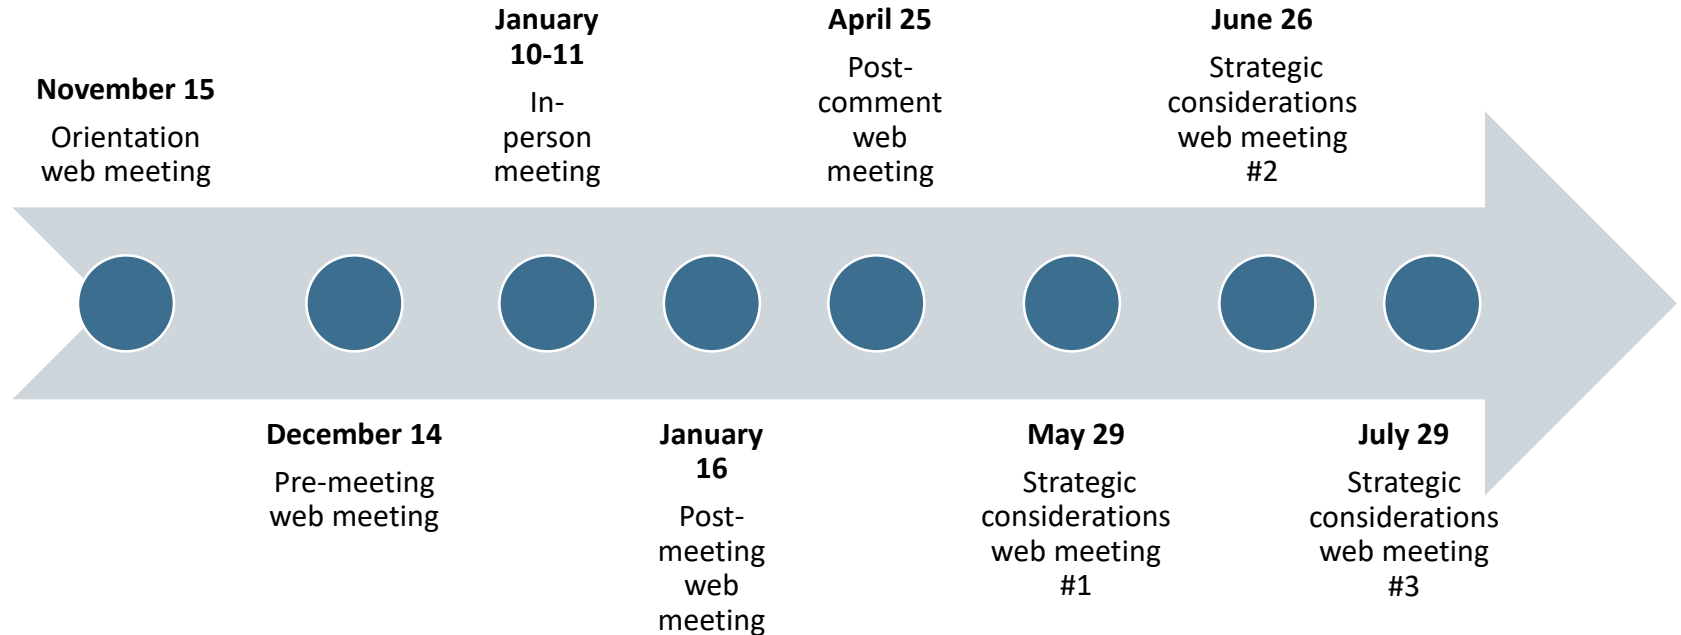 November 15
Orientation
web meeting
December 14
Pre-meeting
web meeting
January
10-11
In-
person
meeting
January
16
Post-
meeting
web
meeting
April 25
Post-
comment
web
meeting
May 29
Strategic
considerations
web meeting
#1
June 26
Strategic
considerations
web meeting
#2
July 29
Strategic
considerations
web meeting
#3